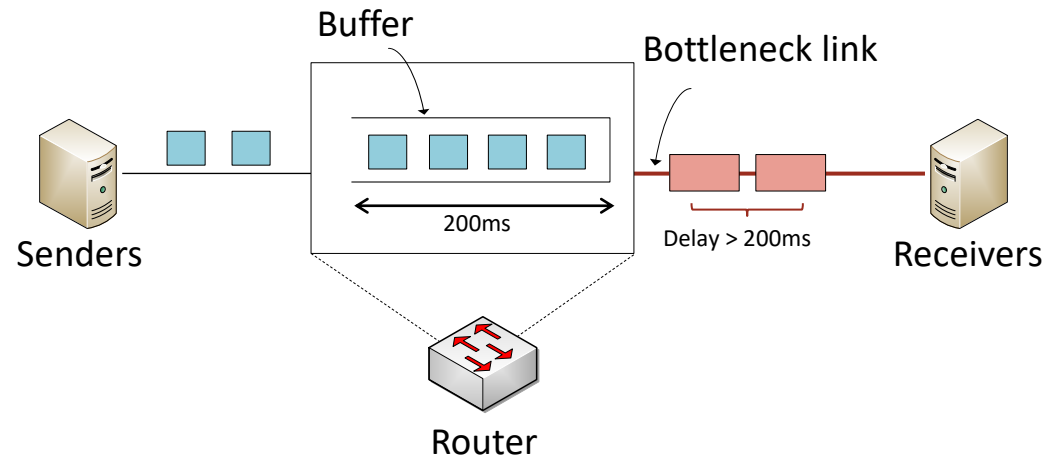 Buffer
Bottleneck link
200ms
Delay > 200ms
Senders
Receivers
Router